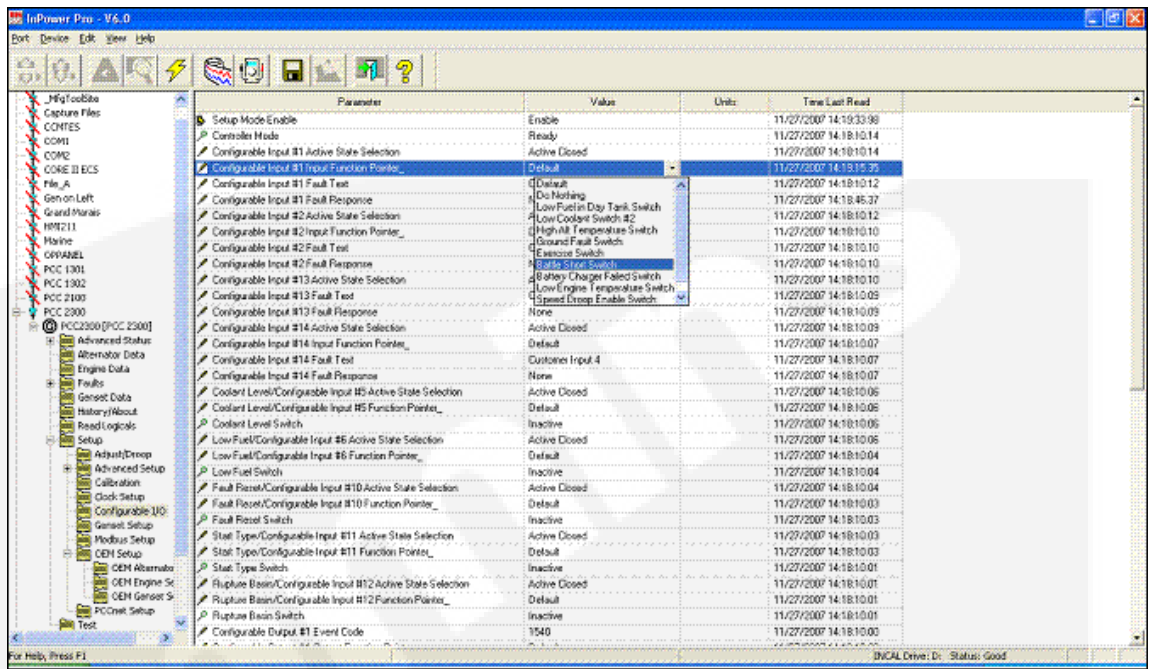 InPower Pro - V6.0
Port Device Edit View Help
_MfgToolSite
Capture Files
CCMTES
COM1
COM2
CORE II ECS
File_A
Gen on Left
Grand Marais
HMI211
Marine
OPPANEL
PCC 1301
PCC 1302
PCC 2100
PCC 2300
PCC2300 [PCC 2300]
Advanced Status
Alternator Data
Engine Data
Faults
Genset Data
History/About
Read Logicals
Setup
Adjust/Droop
Advanced Setup
Calibration
Clock Setup
Configurable I/O
Genset Setup
Modbus Setup
OEM Setup
OEM Alternato
OEM Engine Se
OEM Genset S
PCCnet Setup
Test
Parameter Value Units Time Last Read
Setup Mode Enable Enable 11/27/2007 14:19:33.98
Controller Mode Ready 11/27/2007 14:18:10.14
Configurable Input #1 Active State Selection Active Closed 11/27/2007 14:18:10.14
Configurable Input #1 Input Function Pointer_ Default 11/27/2007 14:19:15.35
Configurable Input #1 Fault Text 11/27/2007 14:18:10.12
Configurable Input #1 Fault Response 11/27/2007 14:18:46.37
Configurable Input #2 Active State Selection 11/27/2007 14:18:10.12
Configurable Input #2 Input Function Pointer_ 11/27/2007 14:18:10.10
Configurable Input #2 Fault Text 11/27/2007 14:18:10.10
Configurable Input #2 Fault Response 11/27/2007 14:18:10.10
Configurable Input #13 Active State Selection 11/27/2007 14:18:10.10
Configurable Input #13 Fault Text 11/27/2007 14:18:10.09
Default
Do Nothing
Low Fuel in Day Tank Switch
Low Coolant Switch #2
High Alt Temperature Switch
Ground Fault Switch
Exercise Switch
Battle Short Switch
Battery Charger Failed Switch
Low Engine Temperature Switch
Speed Droop Enable Switch
Configurable Input #13 Fault Response None 11/27/2007 14:18:10.09
Configurable Input #14 Active State Selection Active Closed 11/27/2007 14:18:10.09
Configurable Input #14 Input Function Pointer_ Default 11/27/2007 14:18:10.07
Configurable Input #14 Fault Text Customer Input 4 11/27/2007 14:18:10.07
Configurable Input #14 Fault Response None 11/27/2007 14:18:10.07
Coolant Level/Configurable Input #5 Active State Selection Active Closed 11/27/2007 14:18:10.06
Coolant Level/Configurable Input #5 Function Pointer_ Default 11/27/2007 14:18:10.06
Coolant Level Switch Inactive 11/27/2007 14:18:10.06
Low Fuel/Configurable Input #6 Active State Selection Active Closed 11/27/2007 14:18:10.06
Low Fuel/Configurable Input #6 Function Pointer_ Default 11/27/2007 14:18:10.04
Low Fuel Switch Inactive 11/27/2007 14:18:10.04
Fault Reset/Configurable Input #10 Active State Selection Active Closed 11/27/2007 14:18:10.04
Fault Reset/Configurable Input #10 Function Pointer_ Default 11/27/2007 14:18:10.03
Fault Reset Switch Inactive 11/27/2007 14:18:10.03
Start Type/Configurable Input #11 Active State Selection Active Closed 11/27/2007 14:18:10.03
Start Type/Configurable Input #11 Function Pointer_ Default 11/27/2007 14:18:10.03
Start Type Switch Inactive 11/27/2007 14:18:10.01
Rupture Basin/Configurable Input #12 Active State Selection Active Closed 11/27/2007 14:18:10.01
Rupture Basin/Configurable Input #12 Function Pointer_ Default 11/27/2007 14:18:10.01
Rupture Basin Switch Inactive 11/27/2007 14:18:10.01
Configurable Output #1 Event Code 1540 11/27/2007 14:18:10.00
For Help, Press F1 INCAL Drive: D: Status: Good